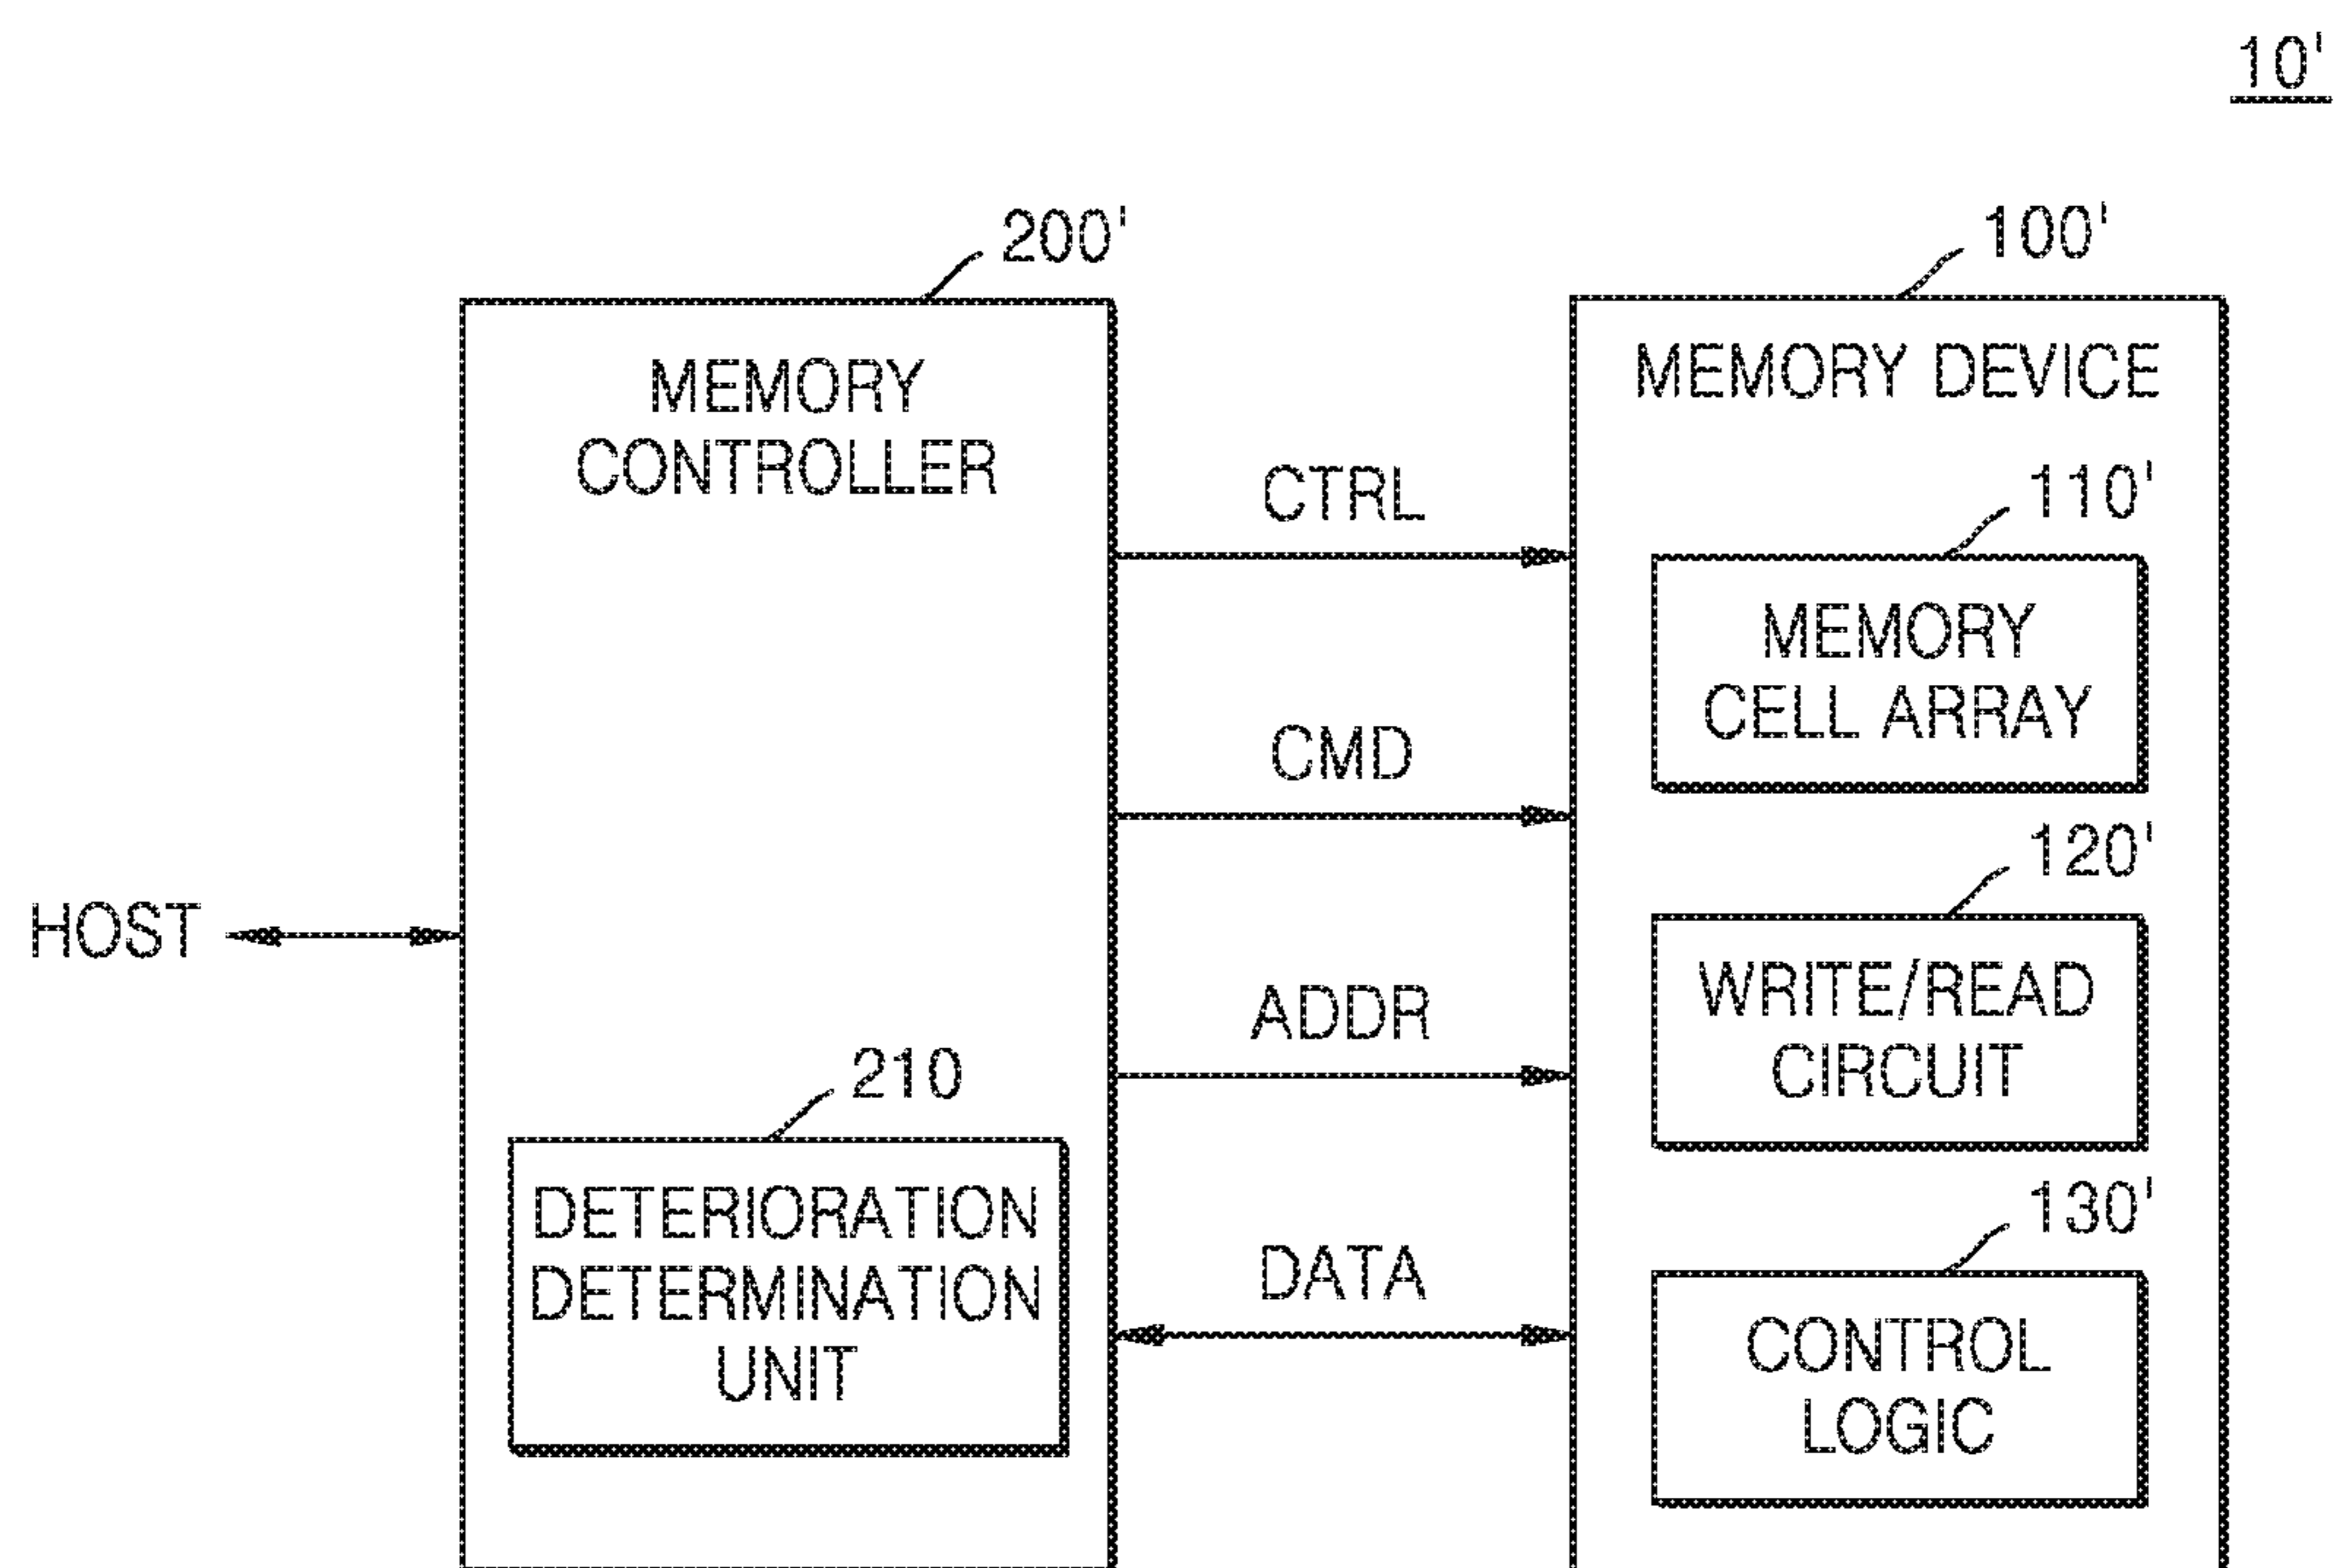 10'
200'
MEMORY
CONTROLLER
HOST
210
DETERIORATION
DETERMINATION
UNIT
CTRL
CMD
ADDR
DATA
100'
MEMORY DEVICE
110'
MEMORY
CELL ARRAY
120'
WRITE/READ
CIRCUIT
130'
CONTROL
LOGIC